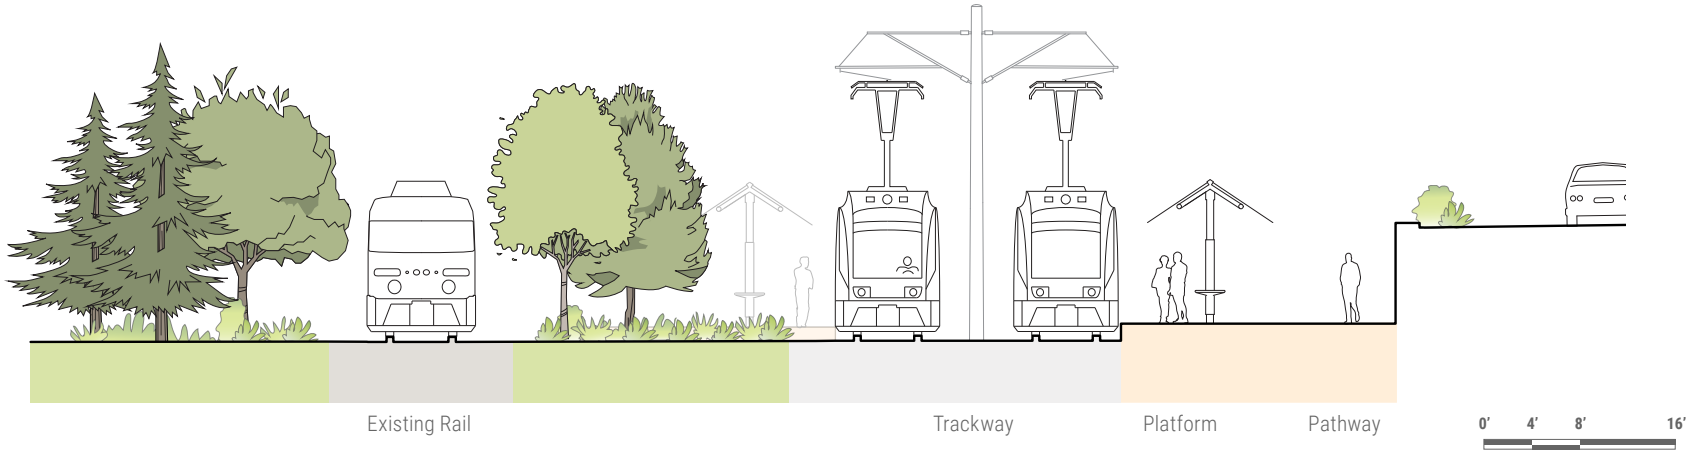 Existing Rail
Trackway
Platform
Pathway
0’ 4’ 8’ 16’